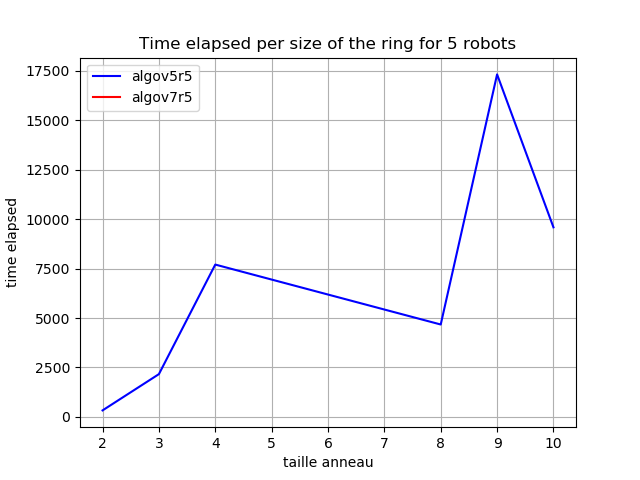 Time elapsed per size of the ring for 5 robots
algov5r5
algov7r5
17500
15000
12500
10000
7500
5000
2500
0
time elapsed
2 3 4 5 6 7 8 9 10
taille anneau